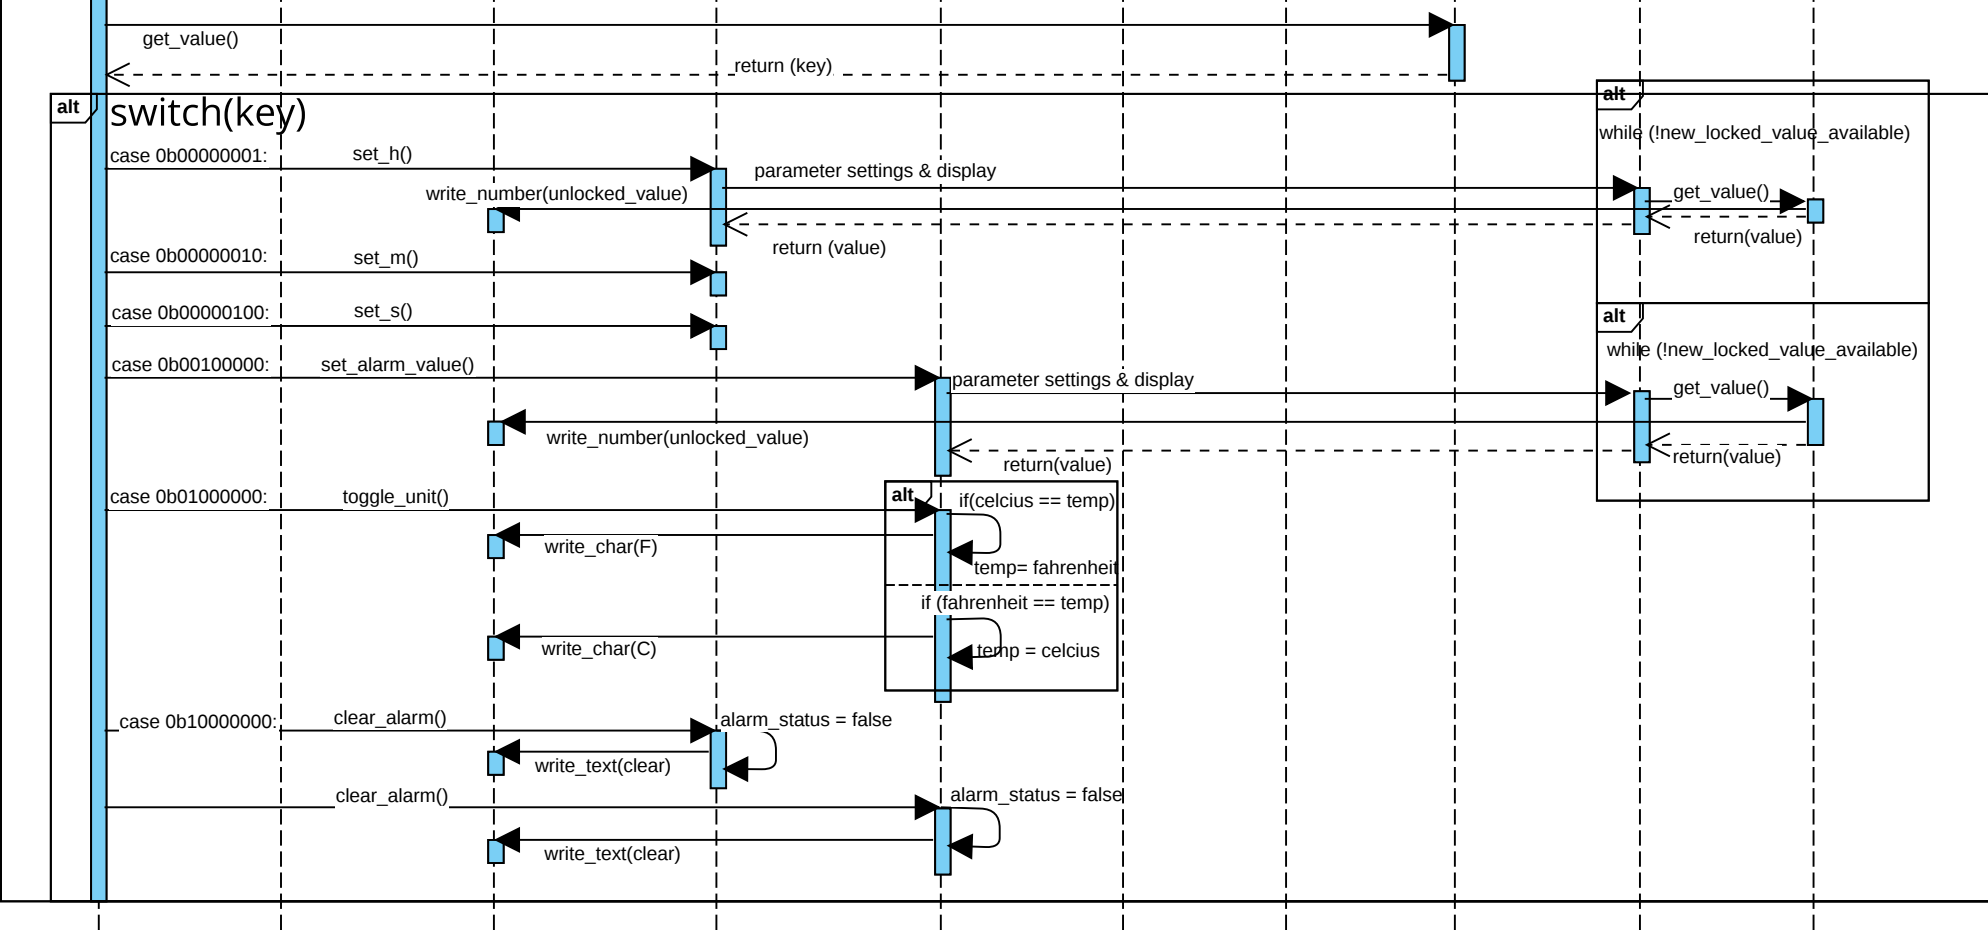 get_value()
return (key)
alt
switch(key)
alt
while (!new_locked_value_available)
case 0b00000001:
set_h()
parameter settings & display
write_number(unlocked_value)
get_value()
return(value)
return (value)
case 0b00000010:
set_m()
case 0b00000100:
set_s()
alt
while (!new_locked_value_available)
case 0b00100000:
set_alarm_value()
parameter settings & display
get_value()
write_number(unlocked_value)
return(value)
return(value)
case 0b01000000:
toggle_unit()
alt
if(celcius == temp)
write_char(F)
temp= fahrenheit
if (fahrenheit == temp)
write_char(C)
temp = celcius
case 0b10000000:
clear_alarm()
alarm_status = false
write_text(clear)
clear_alarm()
alarm_status = false
write_text(clear)